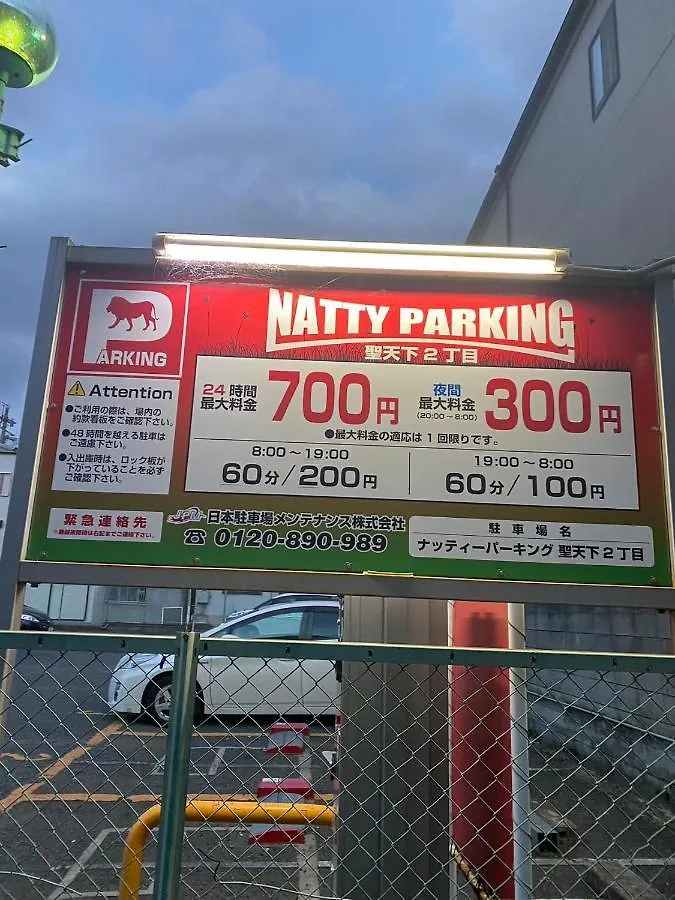 NATTY PARKING
聖天下2丁目
P
ARKING
Attention
●ご利用の際は、場内の
約款看板をご確認下さい。
●48時間を越える駐車は
ご遠慮下さい。
●入出庫時は、ロック板が
下がっていることを必ず
ご確認下さい。
24時間
最大料金
700円
夜間
最大料金
(20:00~8:00)
300円
●最大料金の適応は1回限りです。
8:00~19:00
60分/200円
19:00~8:00
60分/100円
緊急連絡先
日本駐車場メンテナンス株式会社
☎ 0120-890-989
駐車場名
ナッティーパーキング 聖天下2丁目